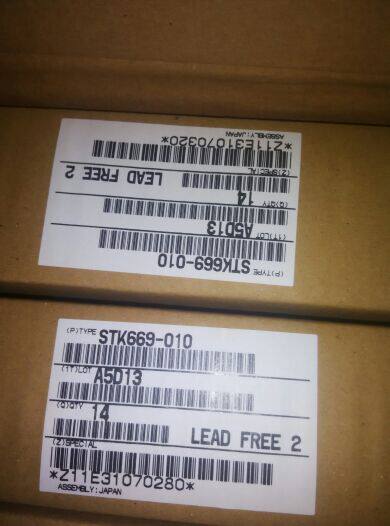 (P)TYPE STK669-010
(1T)LOT A5D13
(Q)QTY 14
(Z)SPECIAL LEAD FREE 2
*Z11E31070320*
ASSEMBLY:JAPAN
(P)TYPE STK669-010
(1T)LOT A5D13
(Q)QTY 14
(Z)SPECIAL LEAD FREE 2
*Z11E31070280*
ASSEMBLY:JAPAN